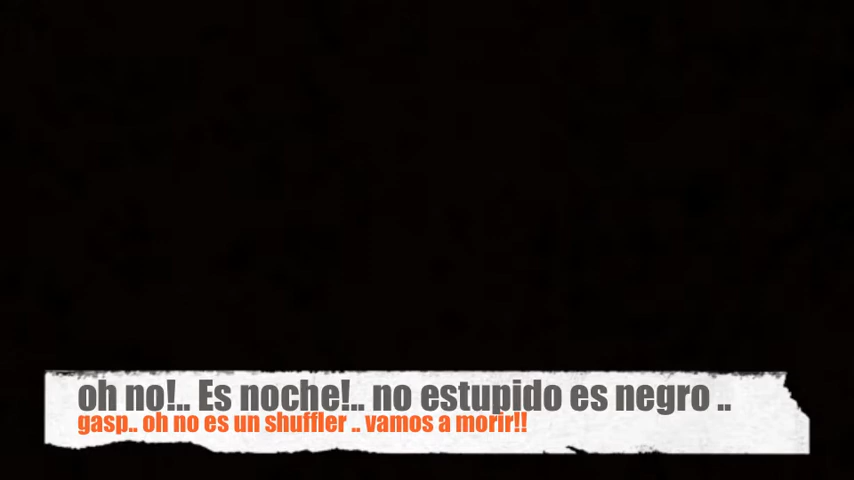 oh no!.. Es noche!.. no estupido es negro ..
gasp.. oh no es un shuffler .. vamos a morir!!